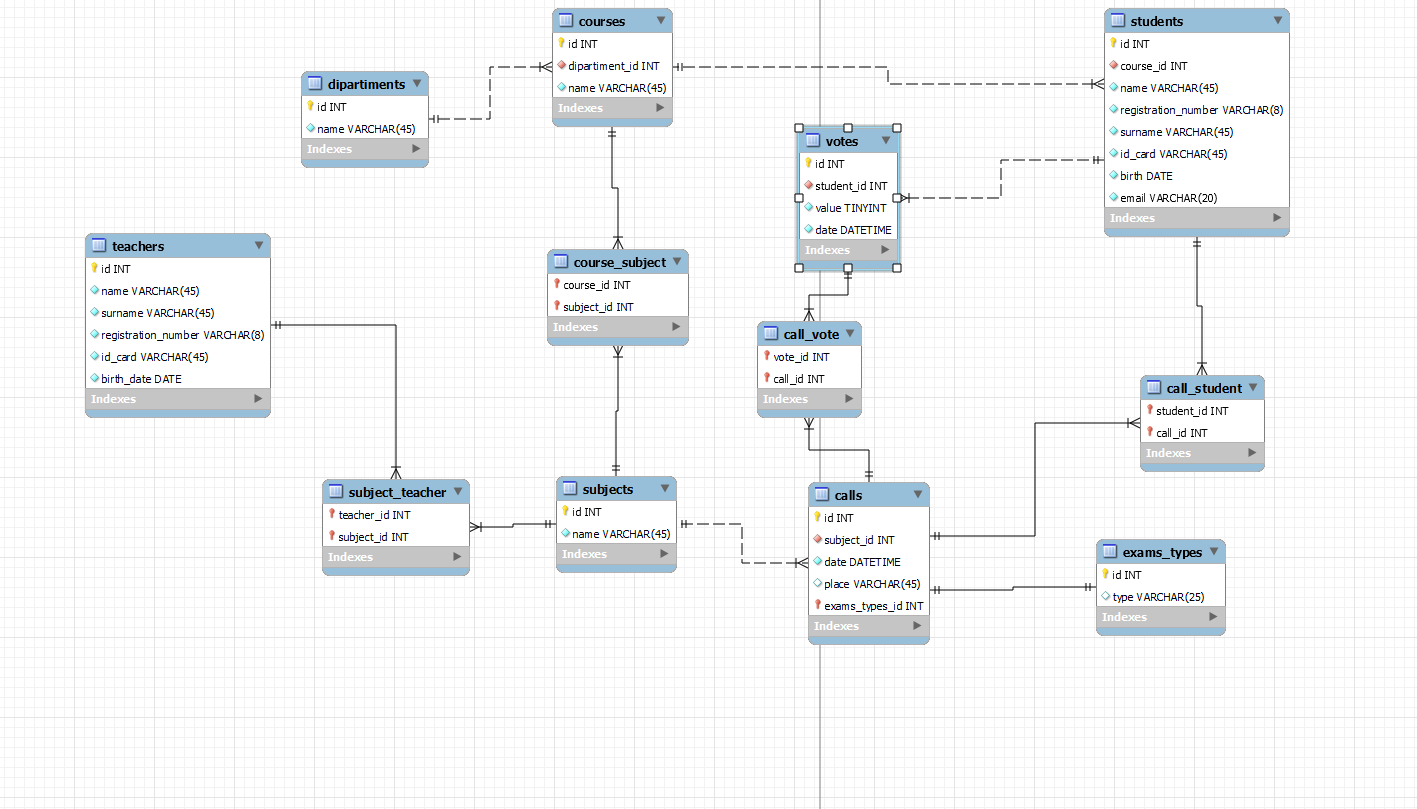 courses
id INT
dipartiment_id INT
name VARCHAR(45)
Indexes
students
id INT
course_id INT
name VARCHAR(45)
registration_number VARCHAR(8)
surname VARCHAR(45)
id_card VARCHAR(45)
birth DATE
email VARCHAR(20)
Indexes
dipartiments
id INT
name VARCHAR(45)
Indexes
votes
id INT
student_id INT
value TINYINT
date DATETIME
Indexes
teachers
id INT
name VARCHAR(45)
surname VARCHAR(45)
registration_number VARCHAR(8)
id_card VARCHAR(45)
birth_date DATE
Indexes
course_subject
course_id INT
subject_id INT
Indexes
call_vote
vote_id INT
call_id INT
Indexes
call_student
student_id INT
call_id INT
Indexes
subject_teacher
teacher_id INT
subject_id INT
Indexes
subjects
id INT
name VARCHAR(45)
Indexes
calls
id INT
subject_id INT
date DATETIME
place VARCHAR(45)
exams_types_id INT
Indexes
exams_types
id INT
type VARCHAR(25)
Indexes